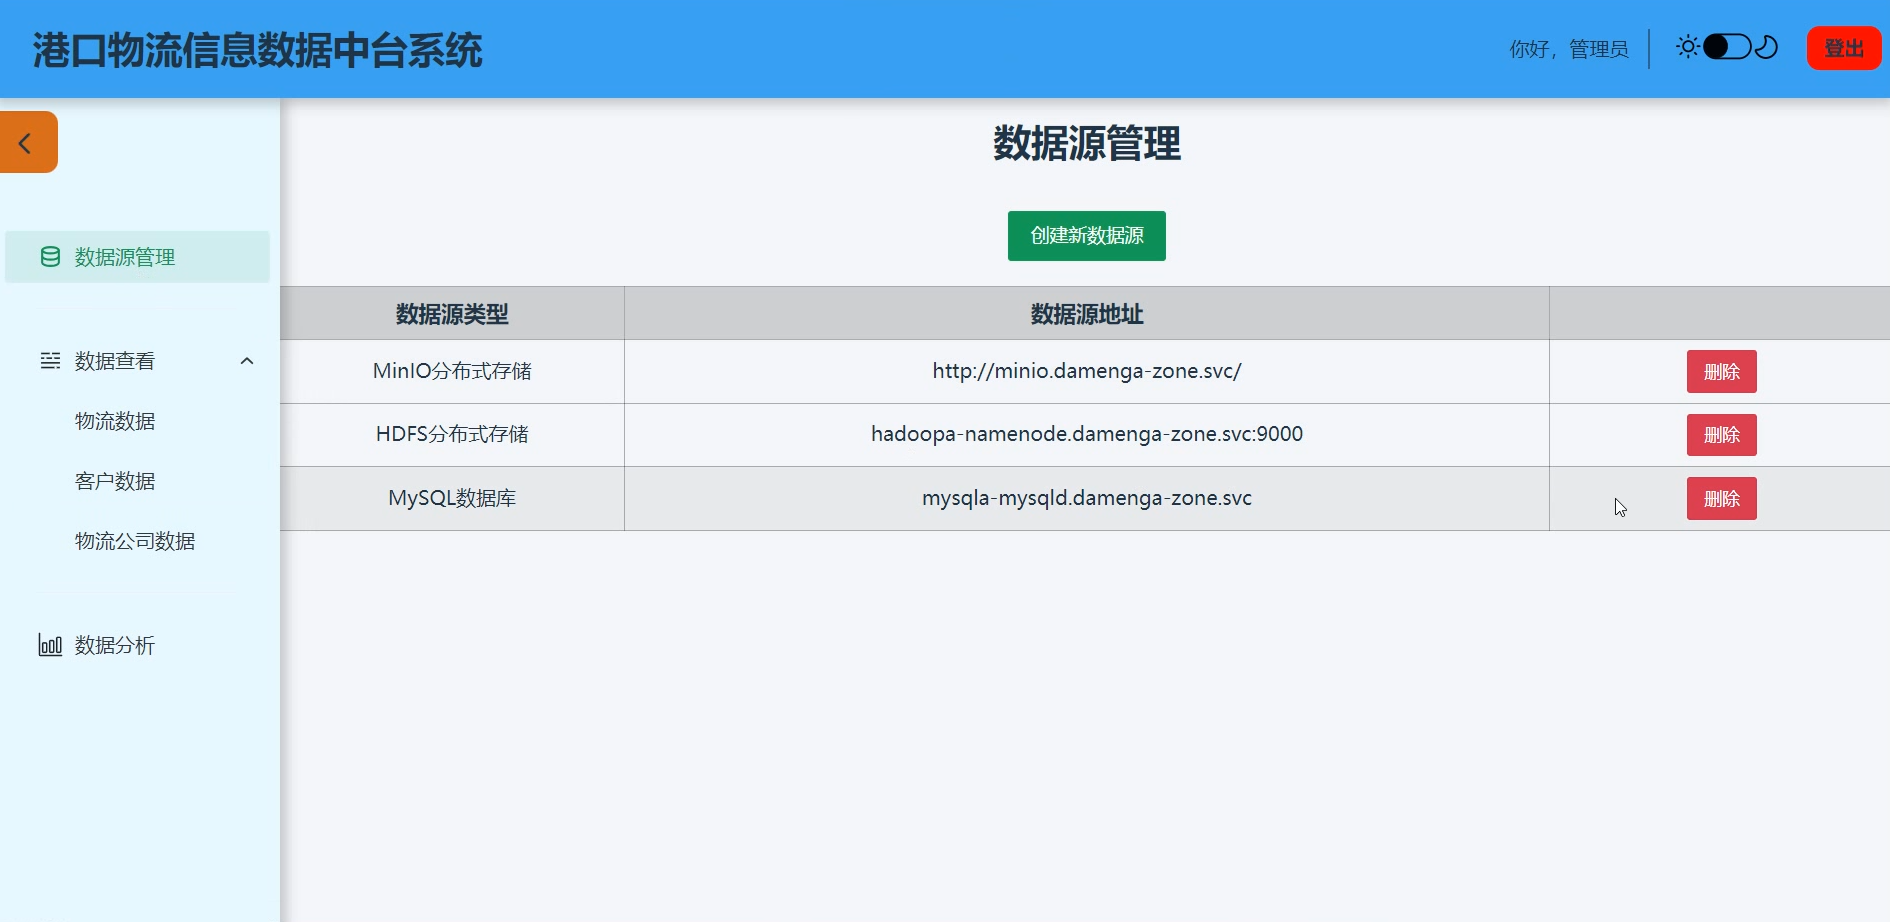 港口物流信息数据中台系统
你好，管理员
登出
数据源管理
数据查看
物流数据
客户数据
物流公司数据
数据分析
数据源管理
创建新数据源
数据源类型 数据源地址
MinIO分布式存储 http://minio.damenga-zone.svc/ 删除
HDFS分布式存储 hadoopa-namenode.damenga-zone.svc:9000 删除
MySQL数据库 mysqla-mysqld.damenga-zone.svc 删除